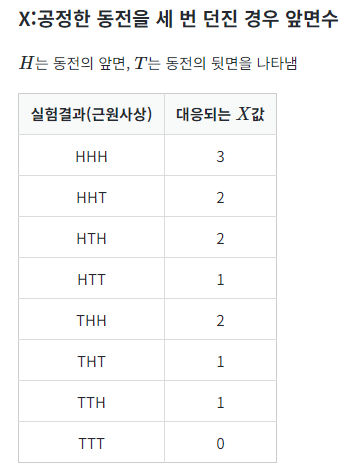 X:공정한 동전을 세 번 던진 경우 앞면수
H는 동전의 앞면, T는 동전의 뒷면을 나타냄
실험결과(근원사상) 대응되는 X값
HHH 3
HHT 2
HTH 2
HTT 1
THH 2
THT 1
TTH 1
TTT 0